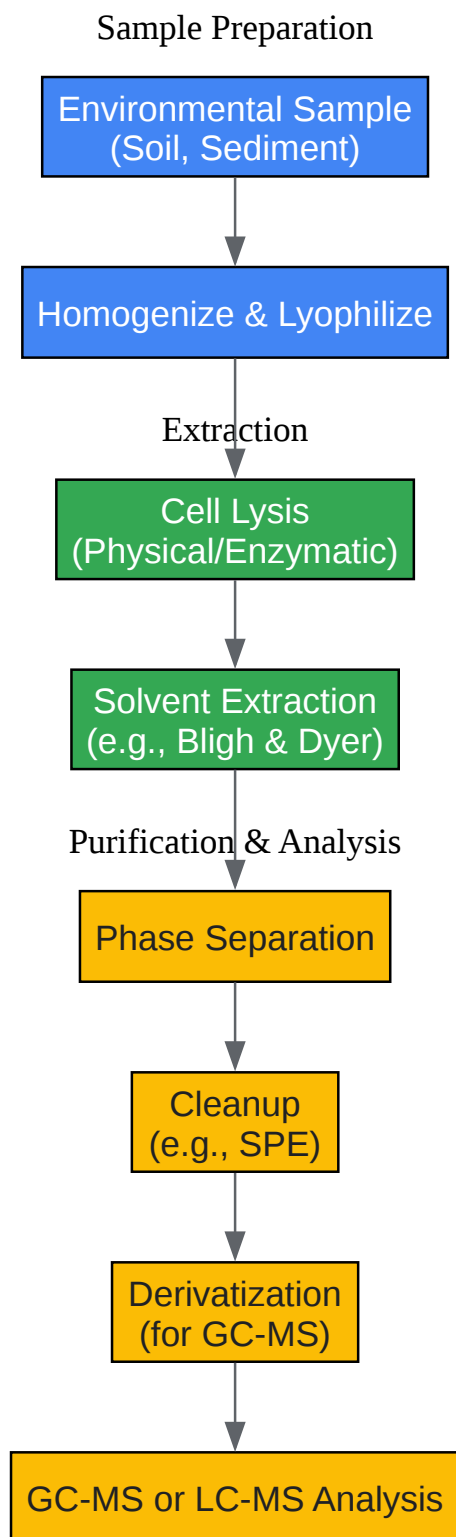 Sample Preparation
Environmental Sample
(Soil, Sediment)
Homogenize & Lyophilize
Extraction
Cell Lysis
(Physical/Enzymatic)
Solvent Extraction
(e.g., Bligh & Dyer)
Purification & Analysis
Phase Separation
Cleanup
(e.g., SPE)
Derivatization
(for GC-MS)
GC-MS or LC-MS Analysis